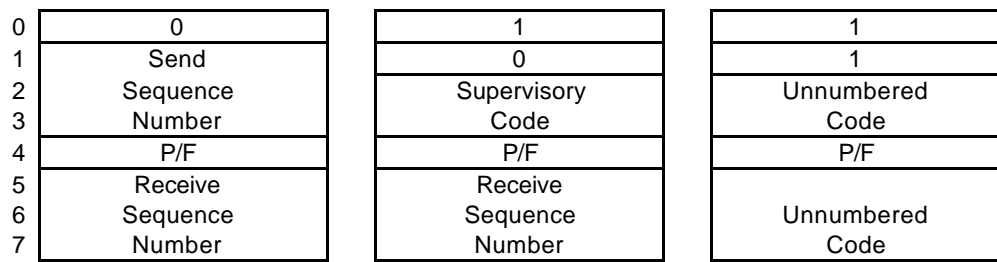 0 0 1 1
1 Send 0 1
2 Sequence Supervisory Unnumbered
3 Number Code Code
4 P/F P/F P/F
5 Receive Receive
6 Sequence Sequence Unnumbered
7 Number Number Code